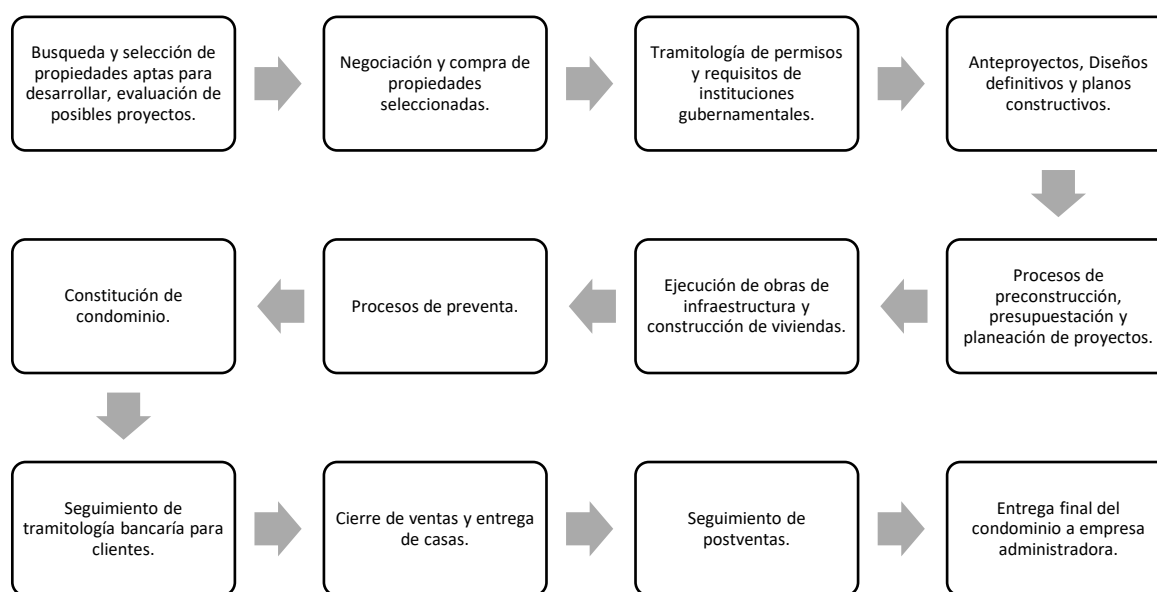 Busqueda y selección de
propiedades aptas para
desarrollar, evaluación de
posibles proyectos.
Negociación y compra de
propiedades
seleccionadas.
Tramitología de permisos
y requisitos de
instituciones
gubernamentales.
Anteproyectos, Diseños
definitivos y planos
constructivos.
Procesos de
preconstrucción,
presupuestación y
planeación de proyectos.
Ejecución de obras de
infraestructura y
construcción de viviendas.
Procesos de preventa.
Constitución de
condominio.
Seguimiento de
tramitología bancaría para
clientes.
Cierre de ventas y entrega
de casas.
Seguimiento de
postventas.
Entrega final del
condominio a empresa
administradora.